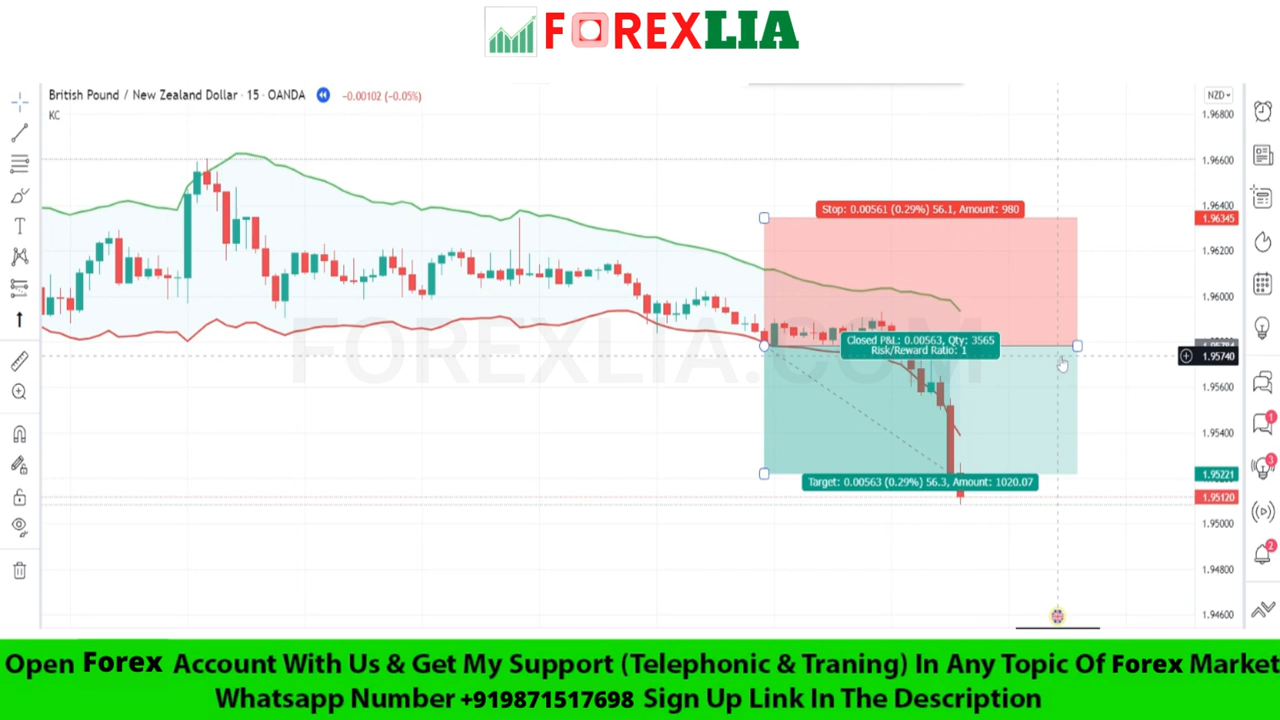 FOREXLIA
British Pound / New Zealand Dollar · 15 · OANDA −0.00102 (−0.05%)
NZD
KC
1.96800
1.96600
1.96400
Stop: 0.00561 (0.29%) 56.1, Amount: 980
1.96345
1.96200
1.96000
FOREXLIA.COM
Closed P&L: 0.00563, Qty: 3565
Risk/Reward Ratio: 1
1.95784
1.95740
1.95600
1.95400
1
3
1.95221
Target: 0.00563 (0.29%) 56.3, Amount: 1020.07
1.95120
1.95000
2
1.94800
1.94600
Open Forex Account With Us & Get My Support (Telephonic & Traning) In Any Topic Of Forex Market
Whatsapp Number +919871517698 Sign Up Link In The Description